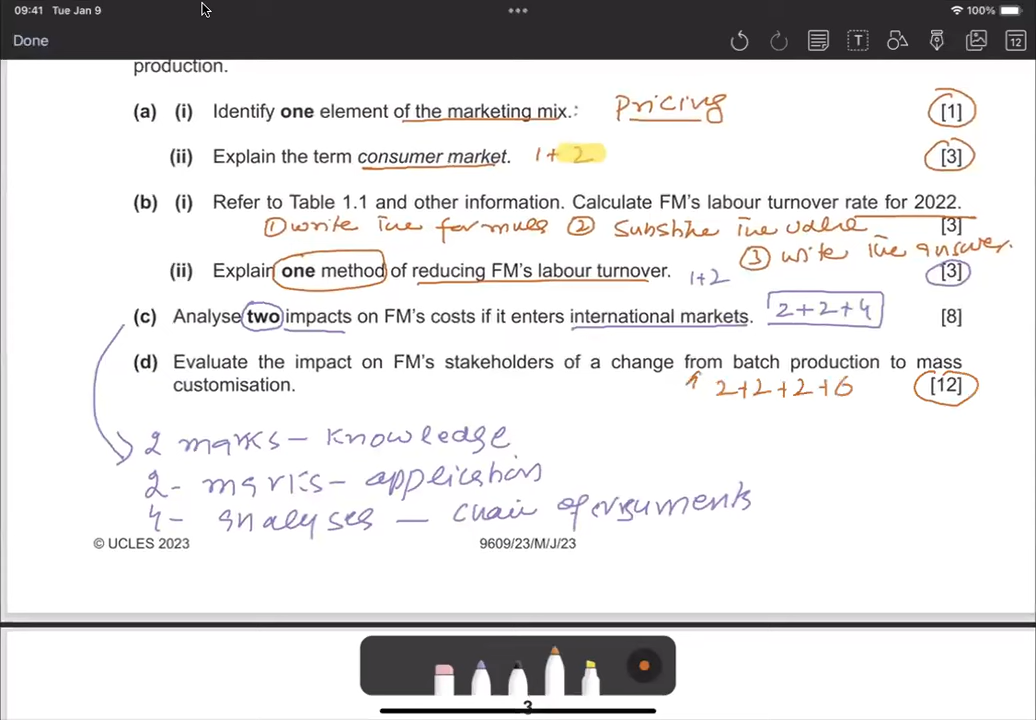 09:41 Tue Jan 9
100%
Done
T
12
production.
(a) (i) Identify one element of the marketing mix.: Pricing [1]
(ii) Explain the term consumer market. 1+ 2 [3]
(b) (i) Refer to Table 1.1 and other information. Calculate FM's labour turnover rate for 2022.
① write the formula ② Substitute the value [3]
③ write the answer.
(ii) Explain one method of reducing FM's labour turnover. 1+2 [3]
(c) Analyse two impacts on FM's costs if it enters international markets. 2+2+4 [8]
(d) Evaluate the impact on FM's stakeholders of a change from batch production to mass
customisation. 2+2+2+6 [12]
2 marks – knowledge
2- marks – application
4- analyses — chain of arguments
© UCLES 2023 9609/23/M/J/23
3